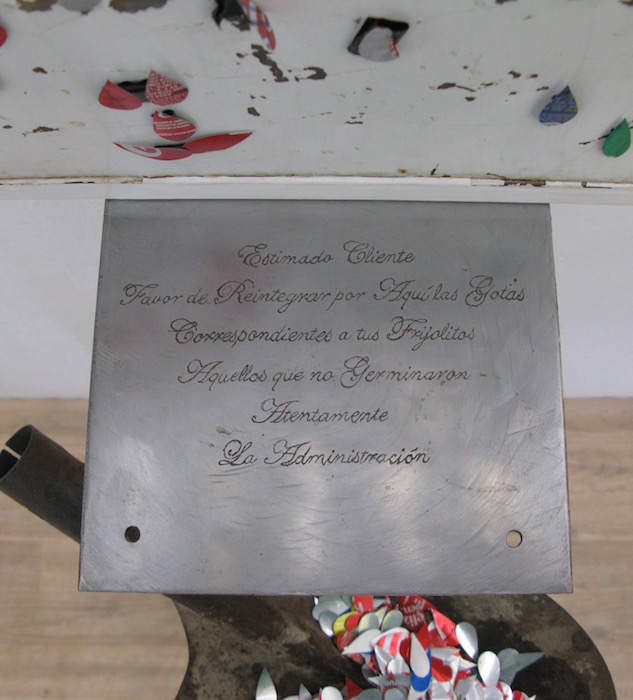 Estimado Cliente
Favor de Reintegrar por Aquí las Gotas
Correspondientes a tus Frijolitos
Aquellos que no Germinaron
Atentamente
La Administración